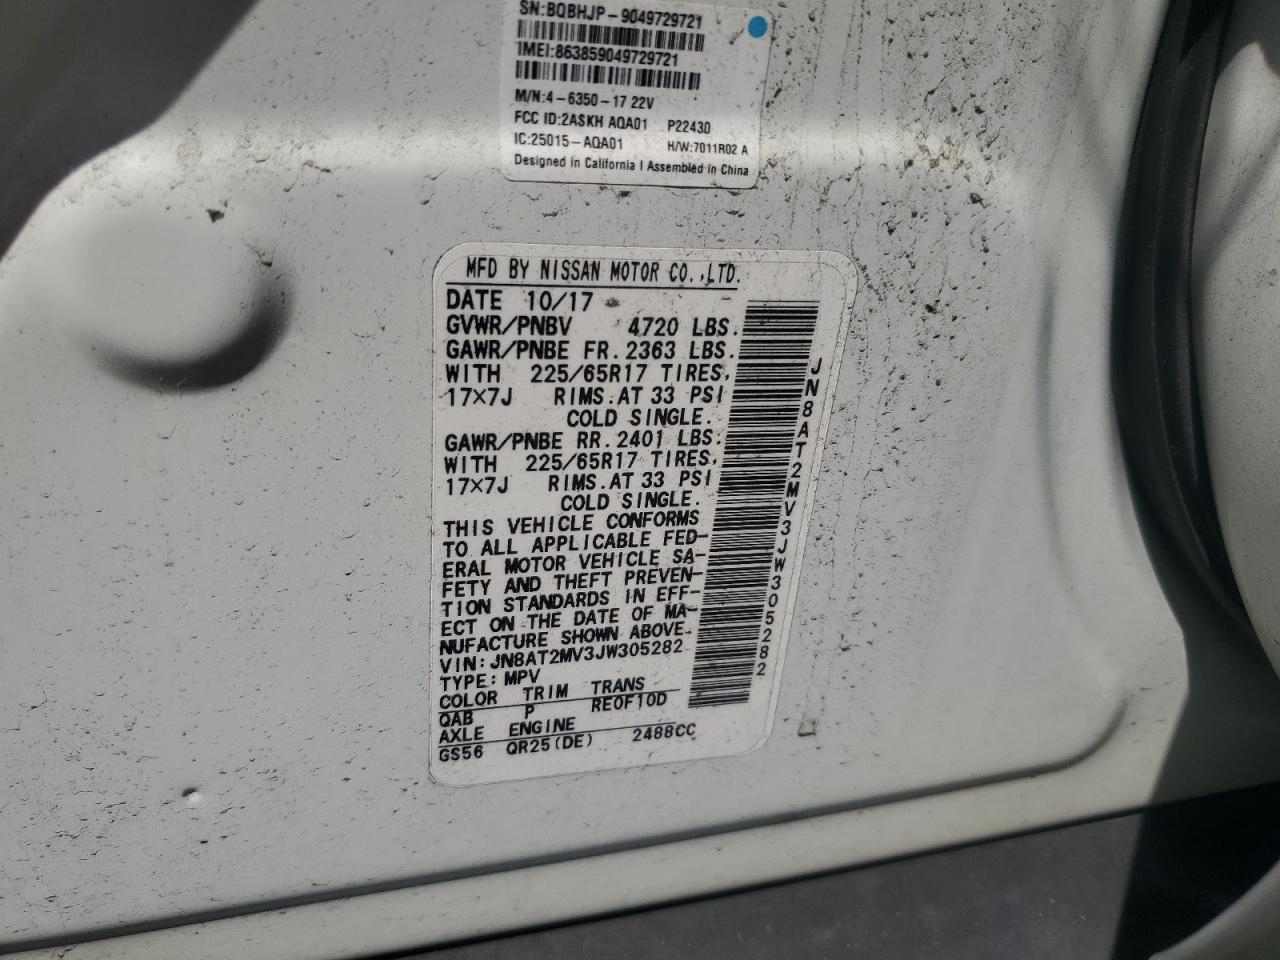 SN:BQBHJP-9049729721
IMEI:863859049729721
M/N:4-6350-17 22V
FCC ID:2ASKH AQA01 P22430
IC:25015-AQA01 H/W:7011R02 A
Designed in California I Assembled in China
MFD BY NISSAN MOTOR CO.,LTD.
DATE 10/17
GVWR/PNBV 4720 LBS.
GAWR/PNBE FR. 2363 LBS.
WITH 225/65R17 TIRES,
17×7J RIMS.AT 33 PSI
COLD SINGLE.
GAWR/PNBE RR. 2401 LBS.
WITH 225/65R17 TIRES,
17×7J RIMS.AT 33 PSI
COLD SINGLE.
THIS VEHICLE CONFORMS
TO ALL APPLICABLE FED-
ERAL MOTOR VEHICLE SA-
FETY AND THEFT PREVEN-
TION STANDARDS IN EFF-
ECT ON THE DATE OF MA-
NUFACTURE SHOWN ABOVE.
VIN: JN8AT2MV3JW305282
TYPE: MPV
COLOR TRIM TRANS
QAB P RE0F10D
AXLE ENGINE
GS56 QR25(DE) 2488CC
JN8AT2MV3JW305282